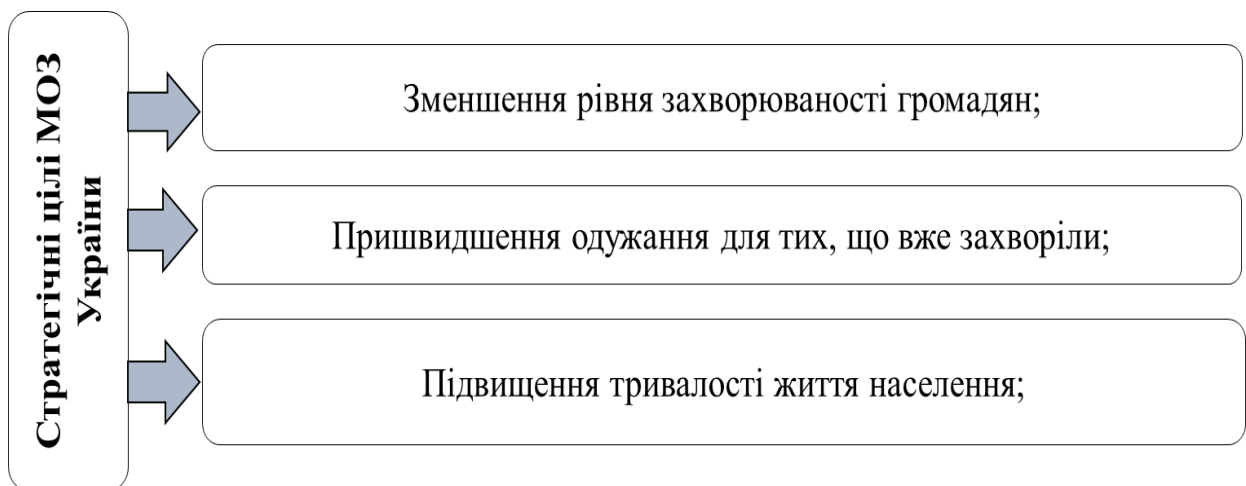 Стратегічні цілі МОЗ
України
Зменшення рівня захворюваності громадян;
Пришвидшення одужання для тих, що вже захворіли;
Підвищення тривалості життя населення;